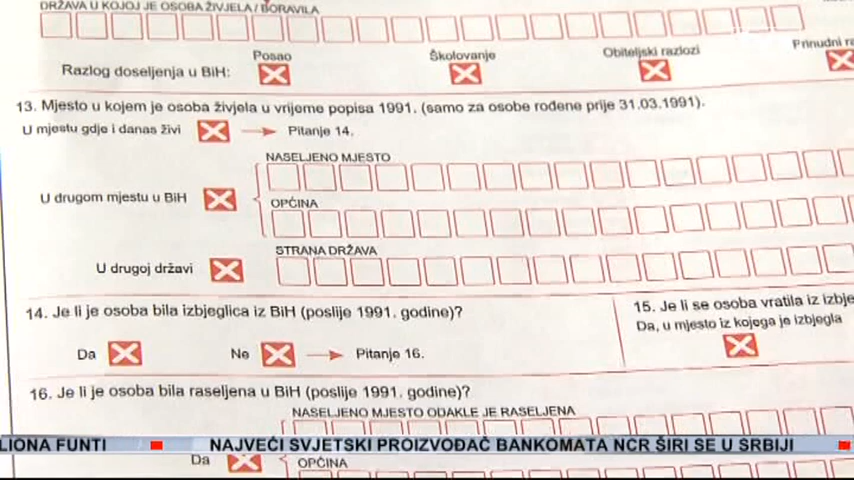 DRŽAVA U KOJOJ JE OSOBA ŽIVJELA / BORAVILA
Posao Školovanje Obiteljski razlozi Prinudni
Razlog doseljenja u BiH:
13. Mjesto u kojem je osoba živjela u vrijeme popisa 1991. (samo za osobe rođene prije 31.03.1991).
U mjestu gdje i danas živi Pitanje 14.
NASELJENO MJESTO
U drugom mjestu u BiH
OPĆINA
STRANA DRŽAVA
U drugoj državi
14. Je li je osoba bila izbjeglica iz BiH (poslije 1991. godine)?
15. Je li se osoba vratila iz izbje
Da, u mjesto iz kojega je izbjegla
Da Ne Pitanje 16.
16. Je li je osoba bila raseljena u BiH (poslije 1991. godine)?
NASELJENO MJESTO ODAKLE JE RASELJENA
LIONA FUNTI NAJVEĆI SVJETSKI PROIZVOĐAČ BANKOMATA NCR ŠIRI SE U SRBIJI
Da
OPĆINA